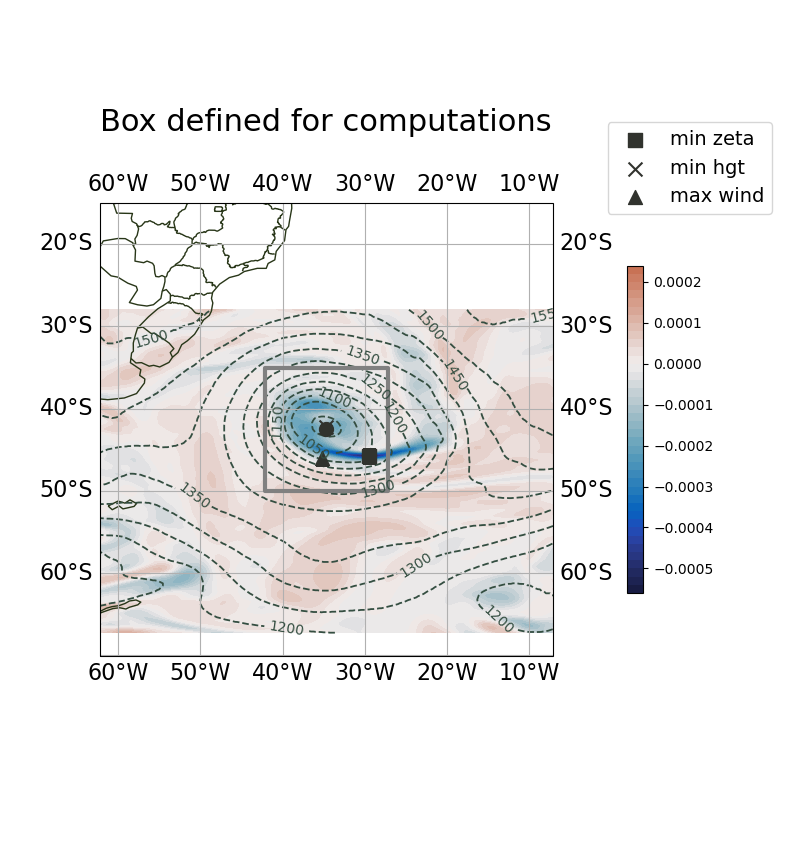 Box defined for computations
min zeta
min hgt
max wind
60°W 50°W 40°W 30°W 20°W 10°W
20°S 20°S
30°S 30°S
40°S 40°S
50°S 50°S
60°S 60°S
60°W 50°W 40°W 30°W 20°W 10°W
1500
1500
155
1350
1450
1250
1200
1100
1150
1050
1300
1350
1300
1200
1200
0.0002
0.0001
0.0000
−0.0001
−0.0002
−0.0003
−0.0004
−0.0005